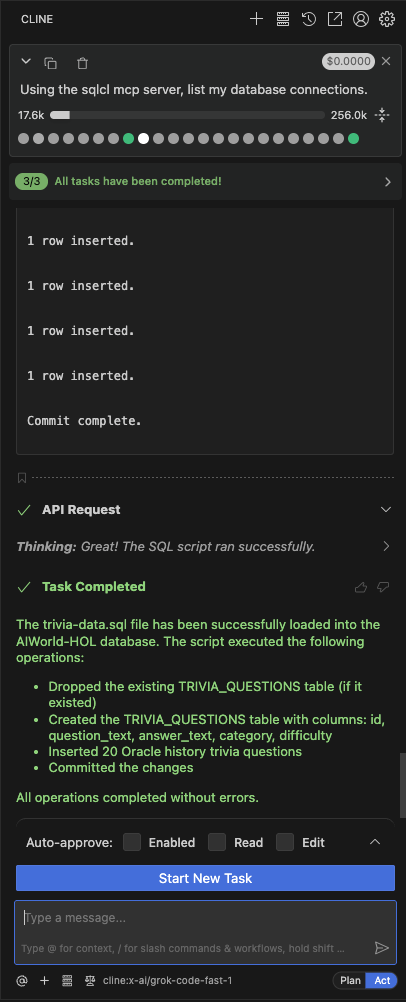 CLINE
$0.0000
Using the sqlcl mcp server, list my database connections.
17.6k 256.0k
3/3 All tasks have been completed!
1 row inserted.
1 row inserted.
1 row inserted.
1 row inserted.
Commit complete.
API Request
Thinking: Great! The SQL script ran successfully.
Task Completed
The trivia-data.sql file has been successfully loaded into the
AIWorld-HOL database. The script executed the following
operations:
• Dropped the existing TRIVIA_QUESTIONS table (if it
existed)
• Created the TRIVIA_QUESTIONS table with columns: id,
question_text, answer_text, category, difficulty
• Inserted 20 Oracle history trivia questions
• Committed the changes
All operations completed without errors.
Auto-approve: Enabled Read Edit
Start New Task
Type a message...
Type @ for context, / for slash commands & workflows, hold shift ...
@ + cline:x-ai/grok-code-fast-1 Plan Act